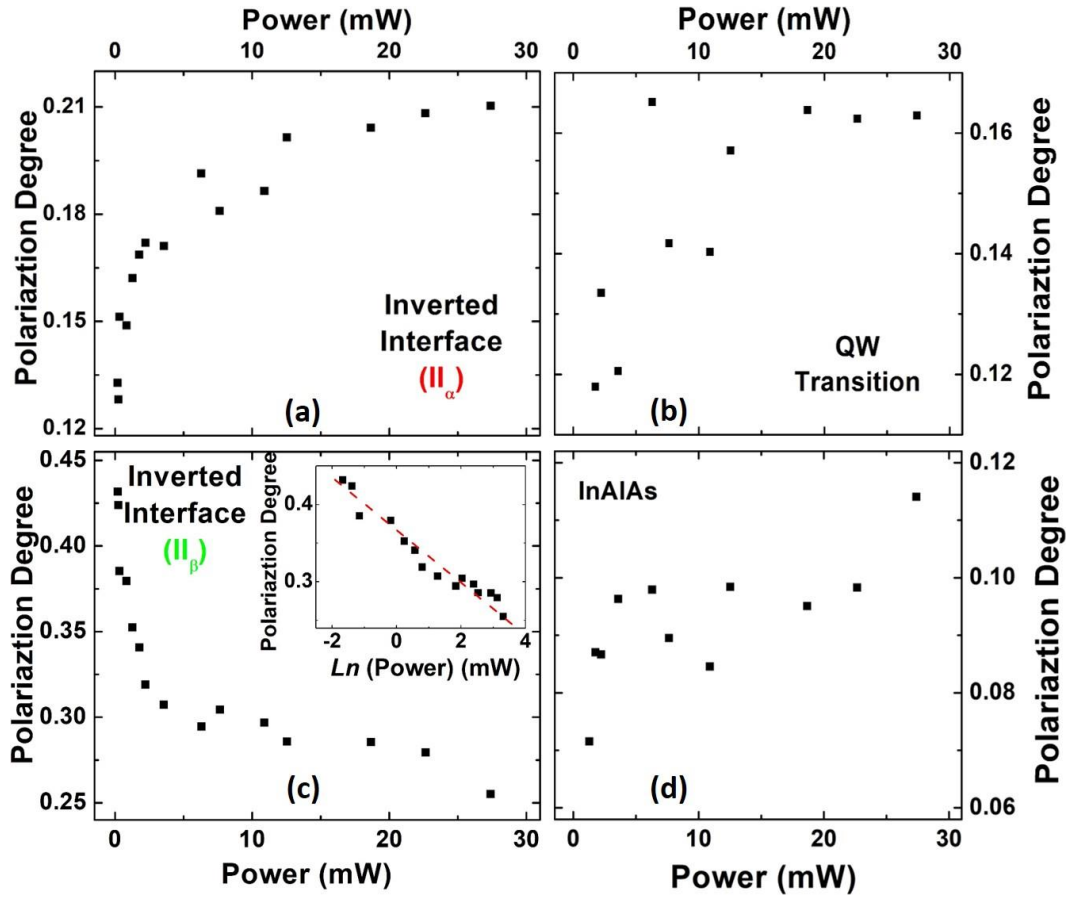 Power (mW)
0 10 20 30
Polariaztion Degree
0.21
0.18
0.15
0.12
Inverted
Interface
(IIα)
(a)
Power (mW)
0 10 20 30
0.16
0.14
0.12
Polariaztion Degree
QW
Transition
(b)
Polariaztion Degree
0.45
0.40
0.35
0.30
0.25
Inverted
Interface
(IIβ)
Polariaztion Degree
0.4
0.3
-2 0 2 4
Ln (Power) (mW)
(c)
0 10 20 30
Power (mW)
InAlAs
0.12
0.10
0.08
0.06
Polariaztion Degree
(d)
0 10 20 30
Power (mW)